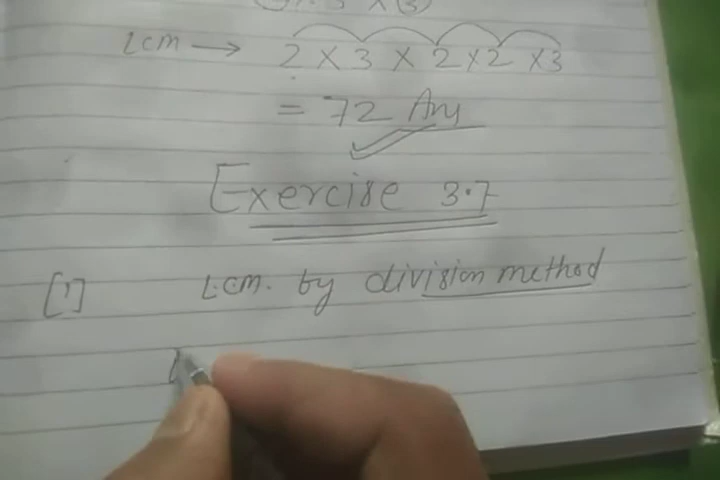 LCM → 2 × 3 × 2 × 2 × 3
= 72 Ans
Exercise 3.7
[1] L.C.M. by division method